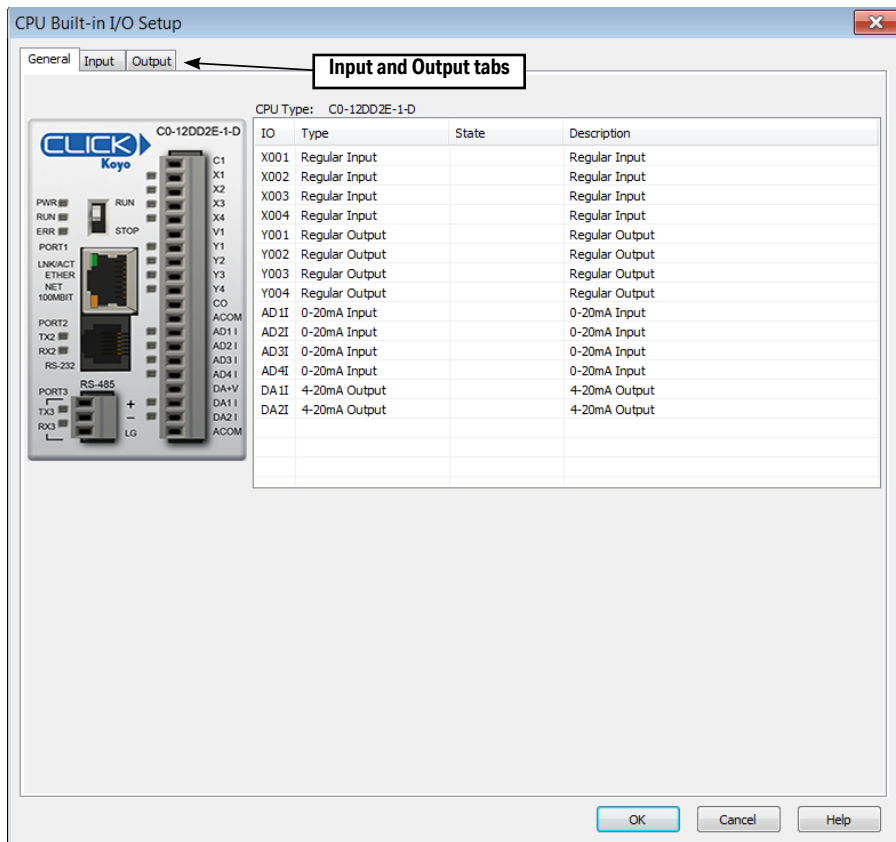 CPU Built-in I/O Setup
General Input Output
Input and Output tabs
CPU Type: C0-12DD2E-1-D
IO Type State Description
X001 Regular Input Regular Input
X002 Regular Input Regular Input
X003 Regular Input Regular Input
X004 Regular Input Regular Input
Y001 Regular Output Regular Output
Y002 Regular Output Regular Output
Y003 Regular Output Regular Output
Y004 Regular Output Regular Output
AD1I 0-20mA Input 0-20mA Input
AD2I 0-20mA Input 0-20mA Input
AD3I 0-20mA Input 0-20mA Input
AD4I 0-20mA Input 0-20mA Input
DA1I 4-20mA Output 4-20mA Output
DA2I 4-20mA Output 4-20mA Output
C0-12DD2E-1-D
CLICK
Koyo
PWR
RUN
ERR
RUN
STOP
PORT1
LNK/ACT
ETHER
NET
100MBIT
PORT2
TX2
RX2
RS-232
PORT3
RS-485
TX3
RX3
+
−
LG
C1
X1
X2
X3
X4
V1
Y1
Y2
Y3
Y4
CO
ACOM
AD1 I
AD2 I
AD3 I
AD4 I
DA+V
DA1 I
DA2 I
ACOM
OK Cancel Help